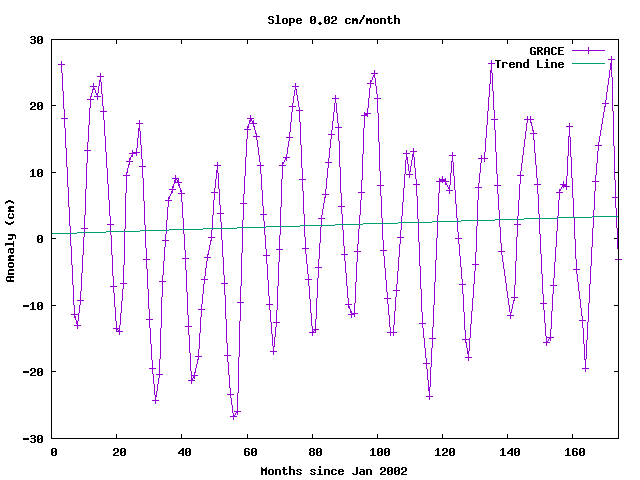 Slope 0.02 cm/month
GRACE
Trend Line
30
20
10
0
-10
-20
-30
Anomaly (cm)
0 20 40 60 80 100 120 140 160
Months since Jan 2002